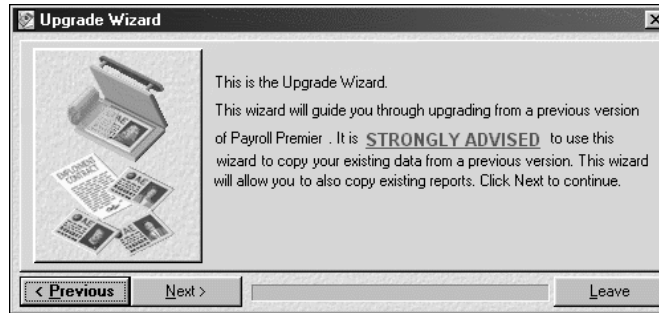 Upgrade Wizard
This is the Upgrade Wizard.
This wizard will guide you through upgrading from a previous version
of Payroll Premier . It is STRONGLY ADVISED to use this
wizard to copy your existing data from a previous version. This wizard
will allow you to also copy existing reports. Click Next to continue.
EMPLOYMENT
CONTRACT
< Previous
Next >
Leave